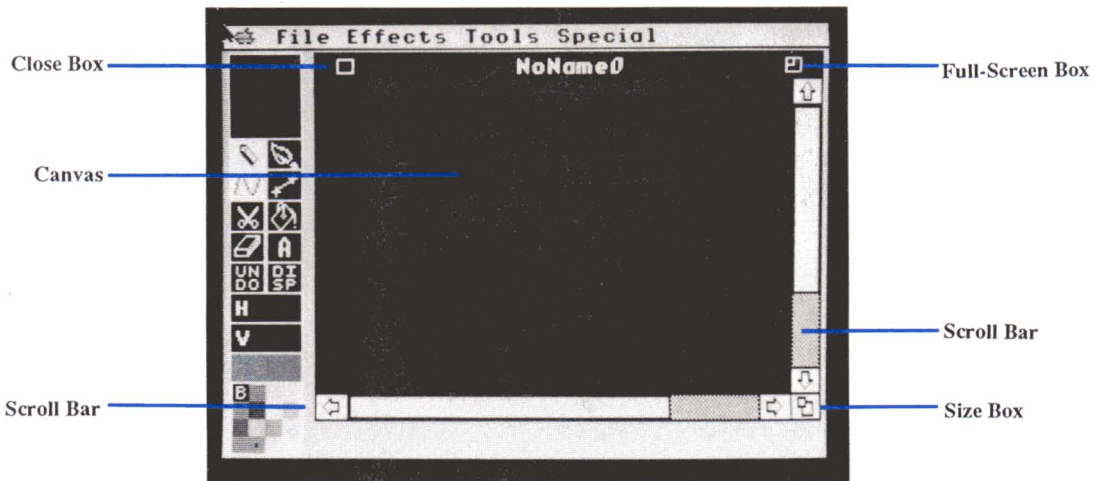 File Effects Tools Special
Close Box
NoName0
Full-Screen Box
Canvas
A
UN
DO
DI
SP
H
V
Scroll Bar
B
Scroll Bar
Size Box